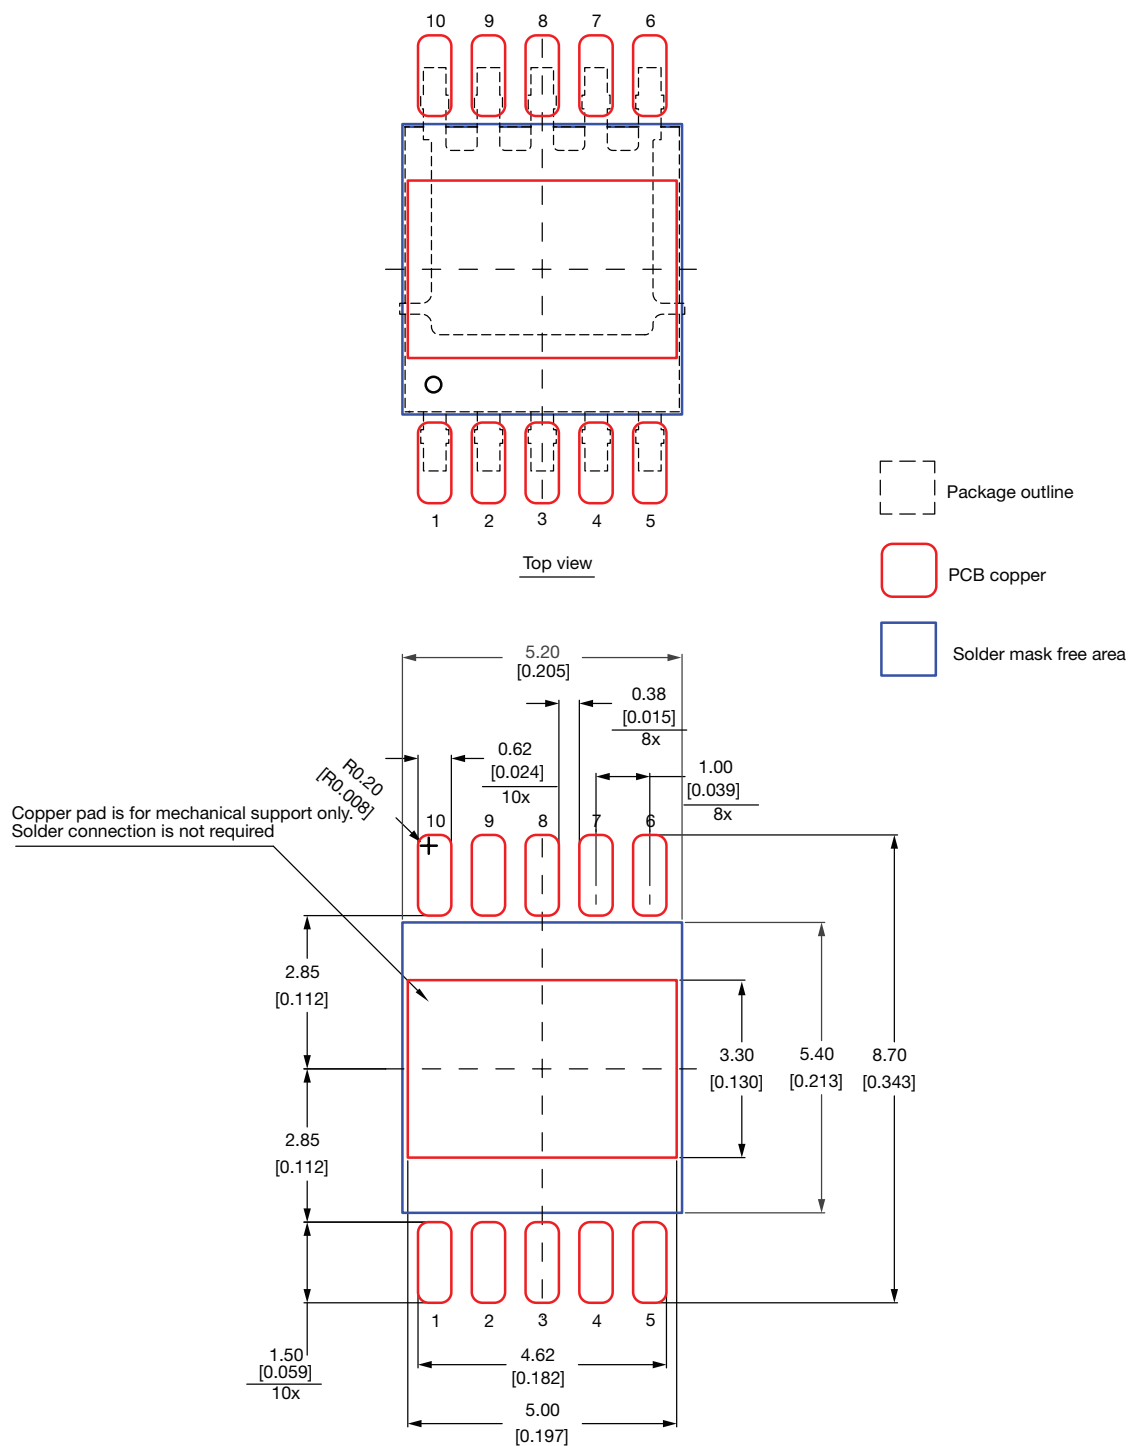 10 9 8 7 6
1 2 3 4 5
Top view
Package outline
PCB copper
Solder mask free area
5.20
[0.205]
0.38
[0.015]
8x
0.62
[0.024]
10x
1.00
[0.039]
8x
R0.20
[R0.008]
Copper pad is for mechanical support only.
Solder connection is not required
10 9 8 7 6
2.85
[0.112]
3.30
[0.130]
5.40
[0.213]
8.70
[0.343]
2.85
[0.112]
1 2 3 4 5
1.50
[0.059]
10x
4.62
[0.182]
5.00
[0.197]